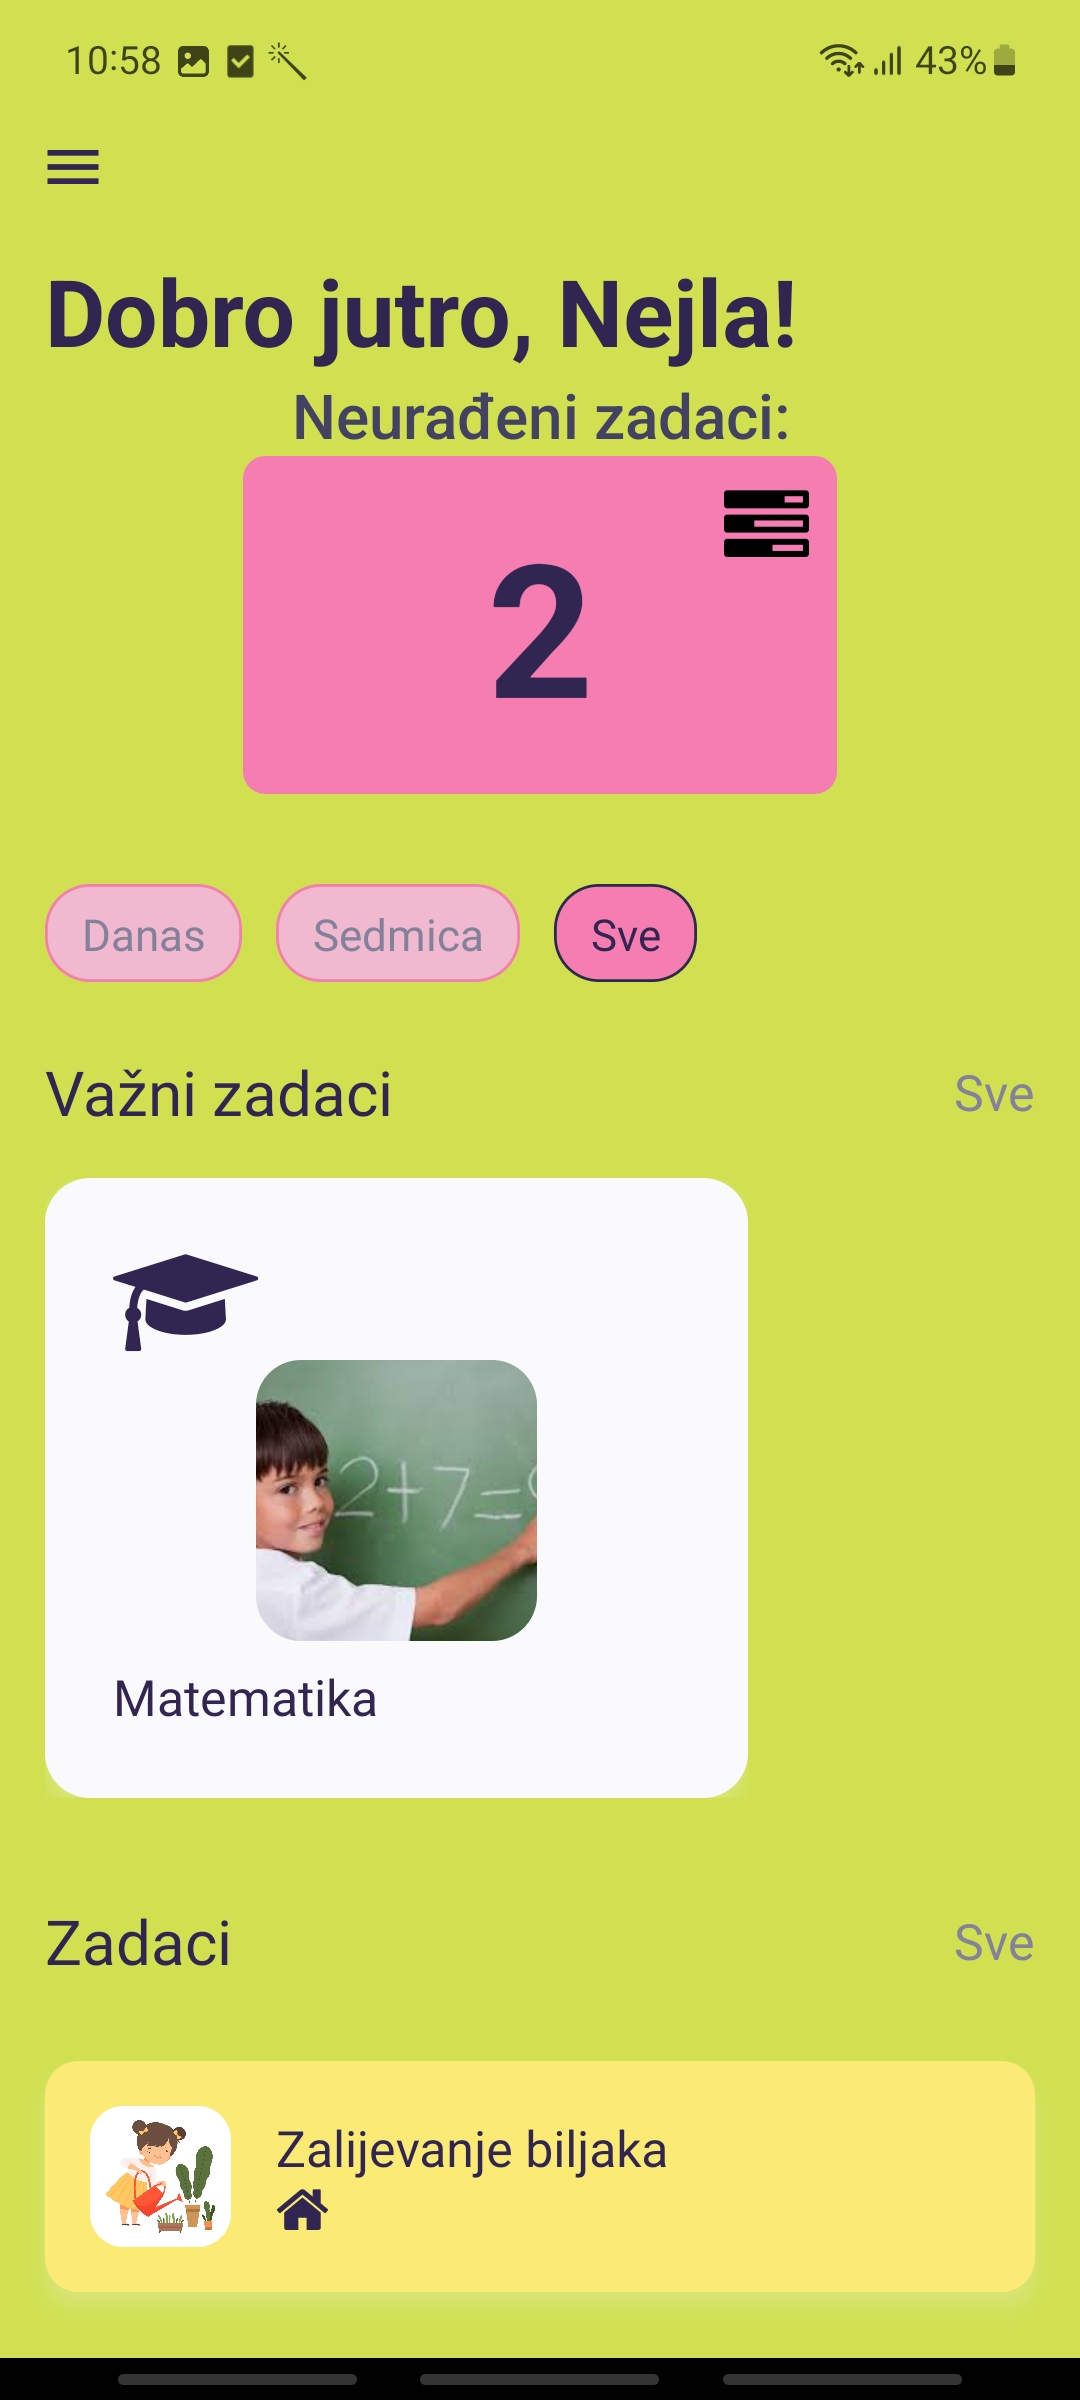 10:58
43%
Dobro jutro, Nejla!
Neurađeni zadaci:
2
Danas Sedmica Sve
Važni zadaci Sve
2+7=
Matematika
Zadaci Sve
Zalijevanje biljaka